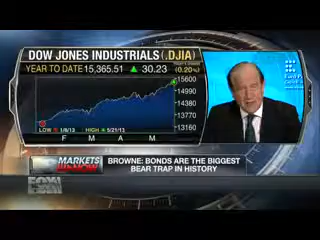 DOW JONES INDUSTRIALS (.DJIA)
YEAR TO DATE 15,365.51 ▲ 30.23
(0.20%)
15600
14990
14380
13770
13160
LOW 1/8/13 HIGH 5/21/13
F M A M
MARKETS
NOW
BROWNE: BONDS ARE THE BIGGEST
BEAR TRAP IN HISTORY
FOX